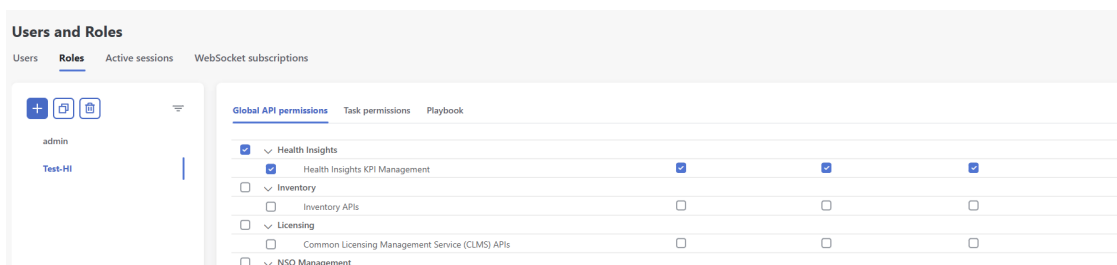 Users and Roles
Users Roles Active sessions WebSocket subscriptions
Global API permissions Task permissions Playbook
admin
Test-HI
Health Insights
Health Insights KPI Management
Inventory
Inventory APIs
Licensing
Common Licensing Management Service (CLMS) APIs
NSO Management